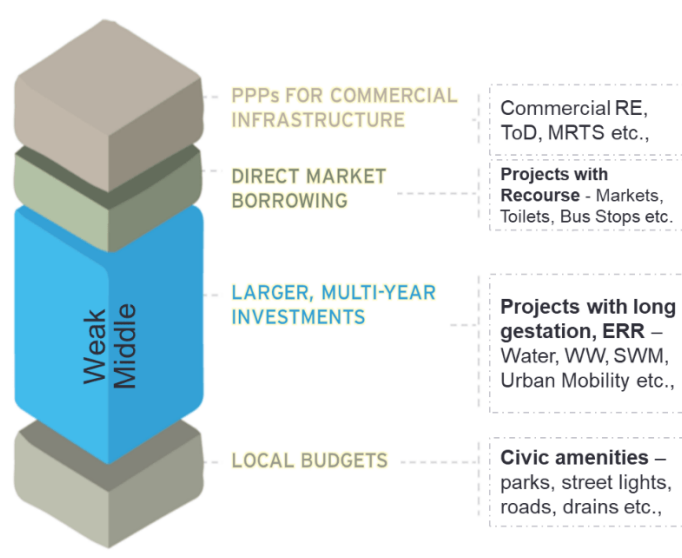 PPPs FOR COMMERCIAL
INFRASTRUCTURE
Commercial RE,
ToD, MRTS etc.,
DIRECT MARKET
BORROWING
Projects with
Recourse - Markets,
Toilets, Bus Stops etc.
Weak
Middle
LARGER, MULTI-YEAR
INVESTMENTS
Projects with long
gestation, ERR –
Water, WW, SWM,
Urban Mobility etc.,
LOCAL BUDGETS
Civic amenities –
parks, street lights,
roads, drains etc.,